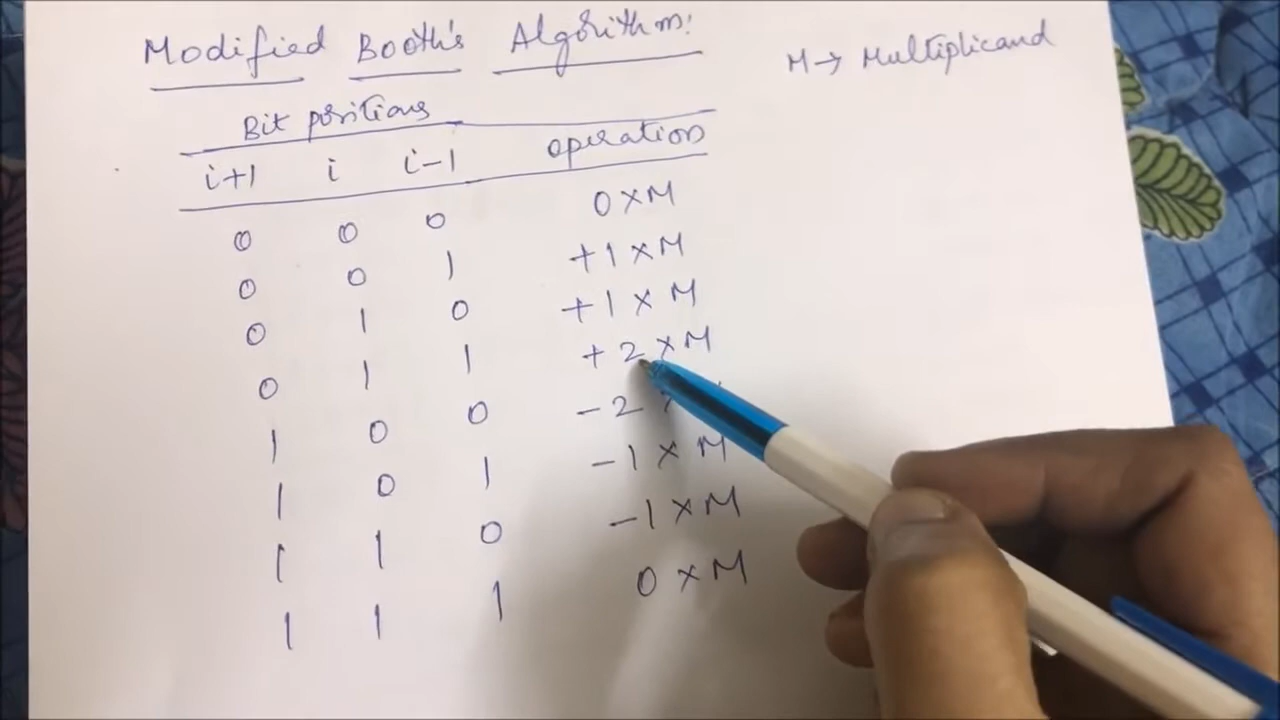 Modified Booth's Algorithm:
M → Multiplicand
Bit positions
i+1 i i-1 operation
0 0 0 0 × M
0 0 1 +1 × M
0 1 0 +1 × M
0 1 1 +2 × M
1 0 0 -2 ×
1 0 1 -1 × M
1 1 0 -1 × M
1 1 1 0 × M